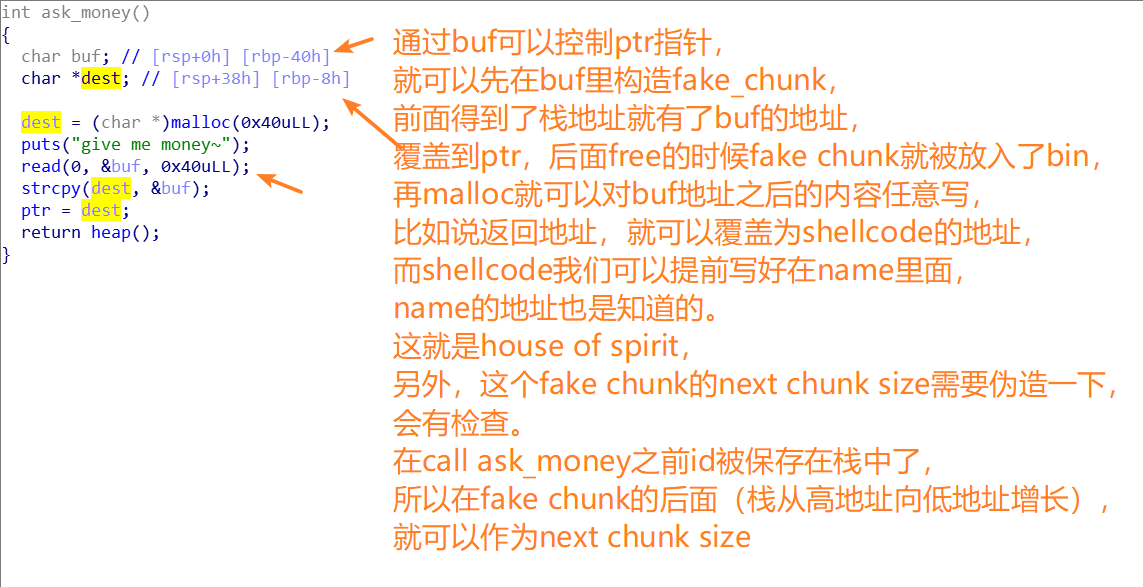 int ask_money()
{
char buf; // [rsp+0h] [rbp-40h]
char *dest; // [rsp+38h] [rbp-8h]
dest = (char *)malloc(0x40uLL);
puts("give me money~");
read(0, &buf, 0x40uLL);
strcpy(dest, &buf);
ptr = dest;
return heap();
}
通过buf可以控制ptr指针，
就可以先在buf里构造fake_chunk，
前面得到了栈地址就有了buf的地址，
覆盖到ptr，后面free的时候fake chunk就被放入了bin，
再malloc就可以对buf地址之后的内容任意写，
比如说返回地址，就可以覆盖为shellcode的地址，
而shellcode我们可以提前写好在name里面，
name的地址也是知道的。
这就是house of spirit，
另外，这个fake chunk的next chunk size需要伪造一下，
会有检查。
在call ask_money之前id被保存在栈中了，
所以在fake chunk的后面（栈从高地址向低地址增长），
就可以作为next chunk size